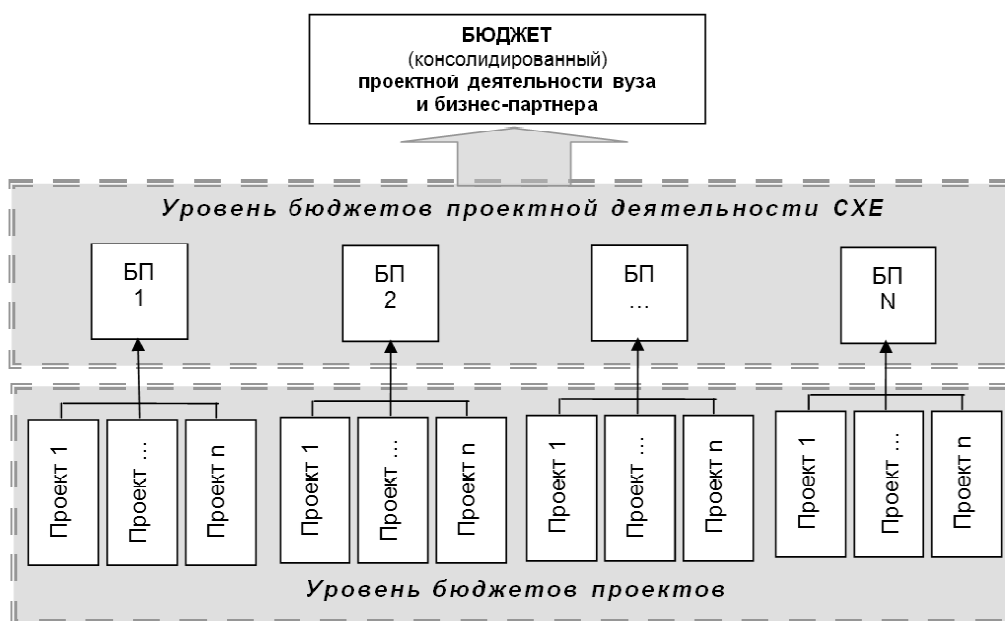 БЮДЖЕТ
(консолидированный)
проектной деятельности вуза
и бизнес-партнера
Уровень бюджетов проектной деятельности СХЕ
БП
1
БП
2
БП
...
БП
N
Проект 1
Проект ...
Проект n
Проект 1
Проект ...
Проект n
Проект 1
Проект ...
Проект n
Проект 1
Проект ...
Проект n
Уровень бюджетов проектов